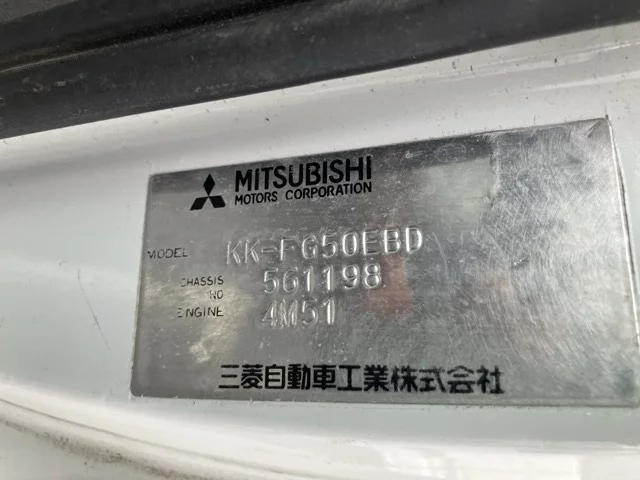 MITSUBISHI
MOTORS CORPORATION
MODEL KK-FG50EBD
CHASSIS NO 561198
ENGINE 4M51
三菱自動車工業株式会社